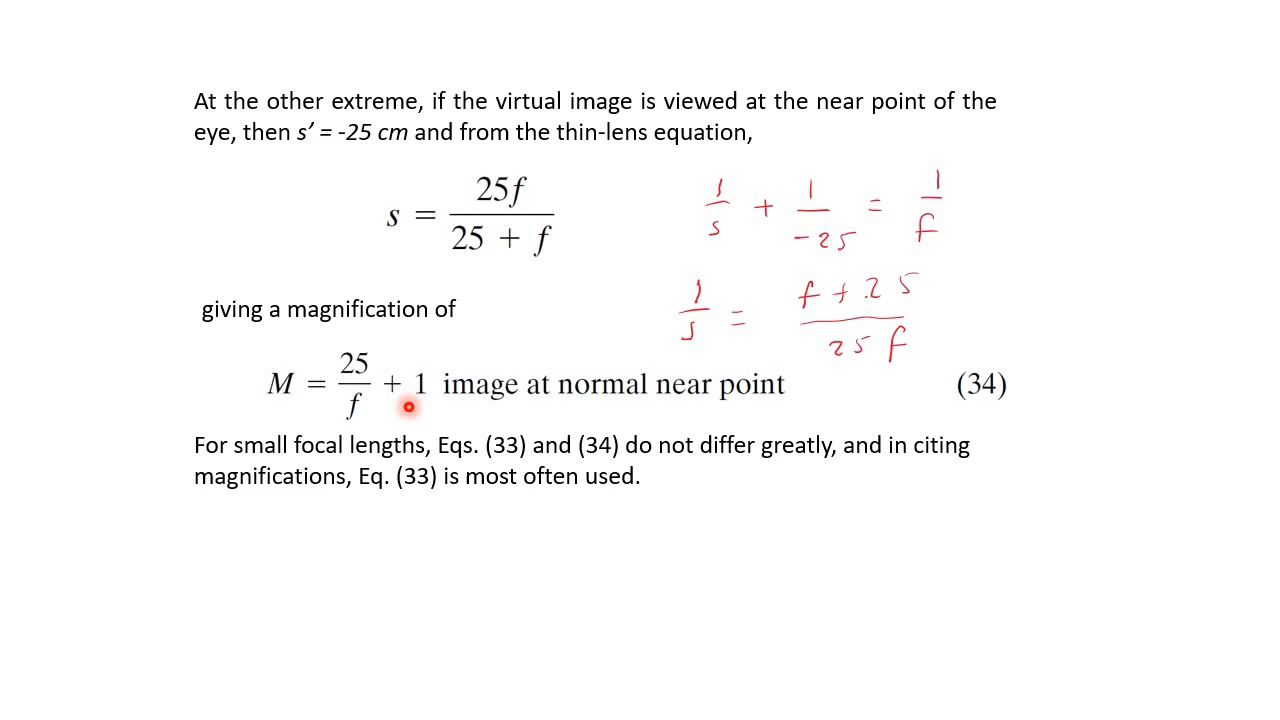 At the other extreme, if the virtual image is viewed at the near point of the
eye, then s’ = -25 cm and from the thin-lens equation,
s = 25f / 25 + f
1/s + 1/-25 = 1/f
1/s = f + 25 / 25 f
giving a magnification of
M = 25/f + 1 image at normal near point (34)
For small focal lengths, Eqs. (33) and (34) do not differ greatly, and in citing
magnifications, Eq. (33) is most often used.